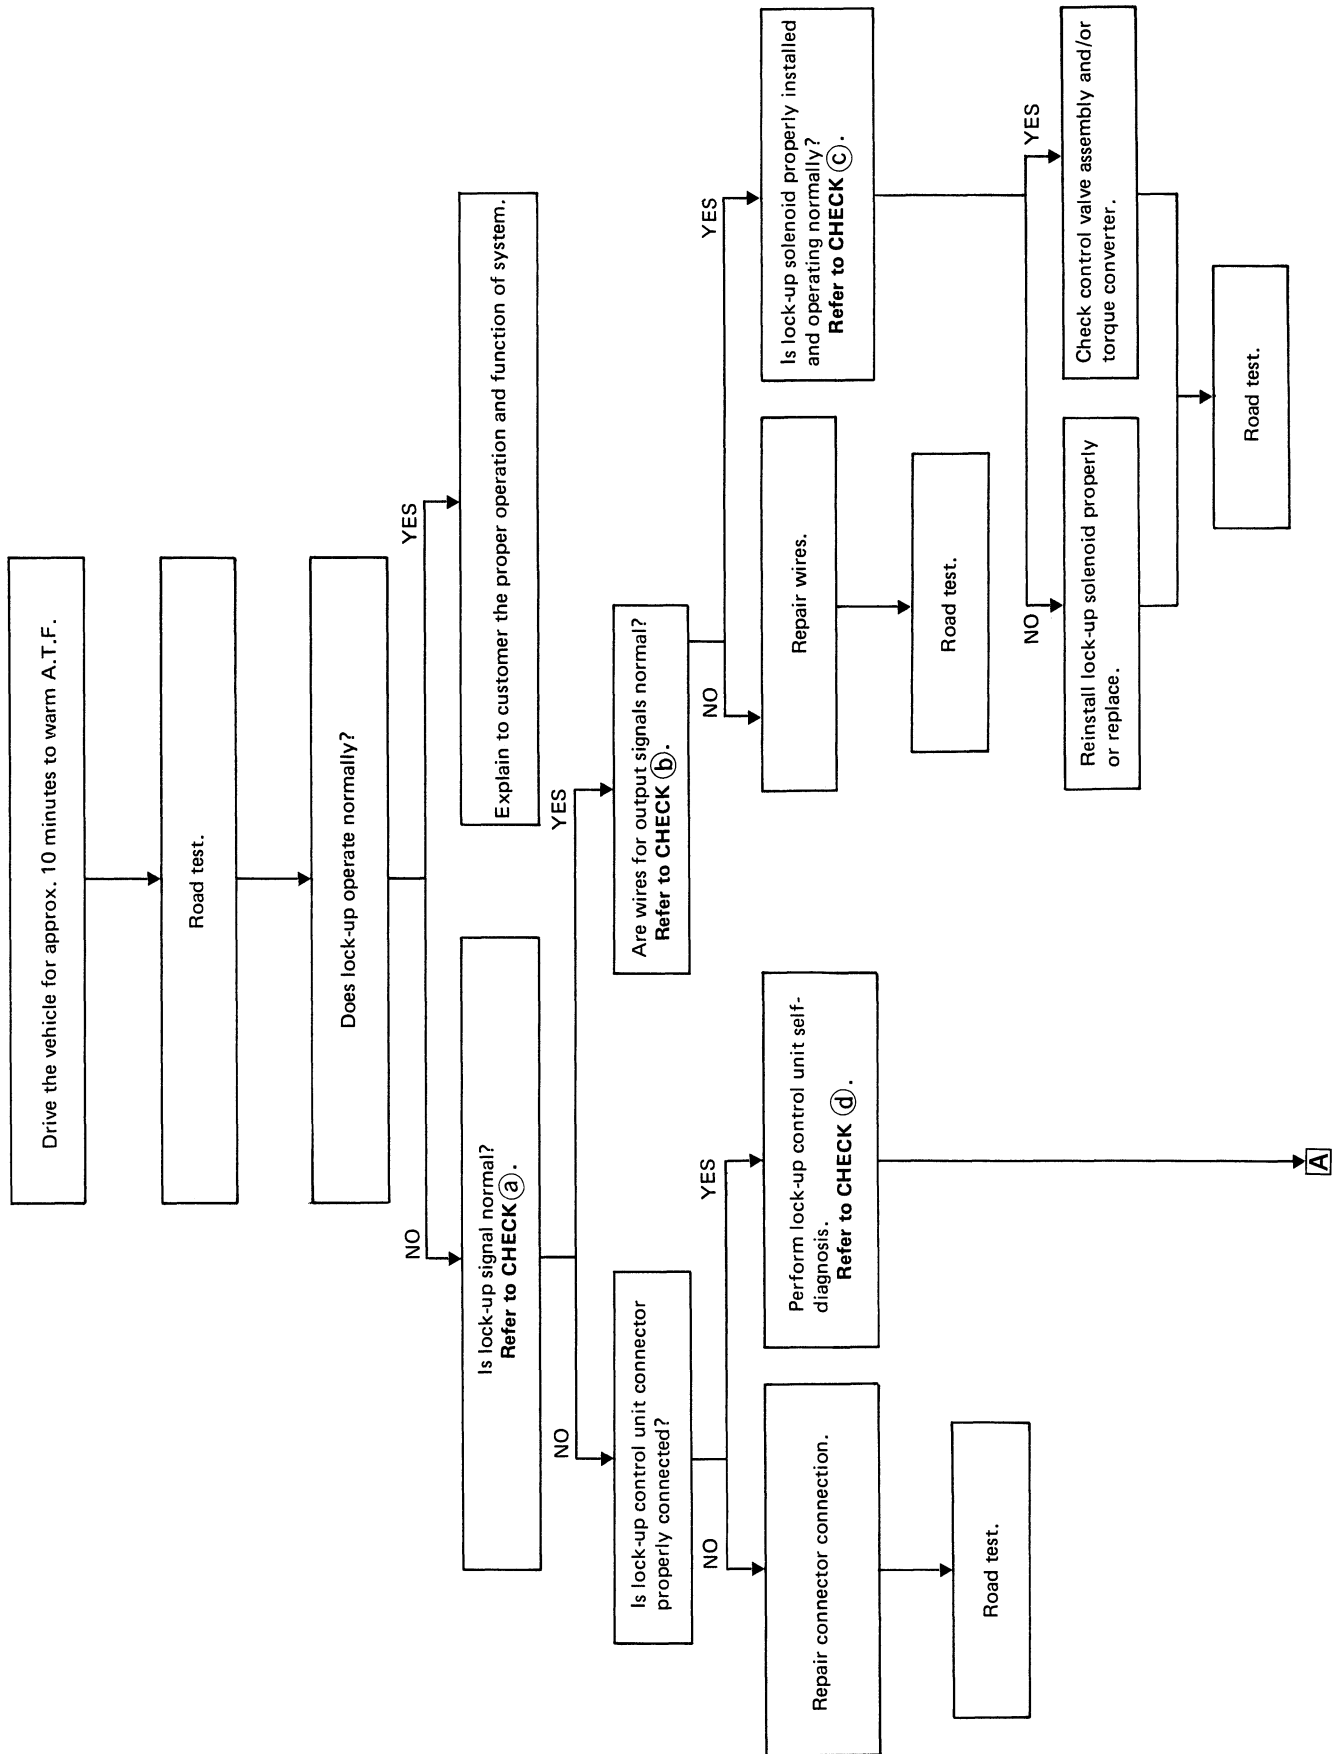 Drive the vehicle for approx. 10 minutes to warm A.T.F.
Road test.
Does lock-up operate normally?
NO
YES
Is lock-up signal normal?
Refer to CHECK ⓐ.
Explain to customer the proper operation and function of system.
NO
YES
Is lock-up control unit connector
properly connected?
Are wires for output signals normal?
Refer to CHECK ⓑ.
NO
YES
NO
YES
Repair connector connection.
Perform lock-up control unit self-
diagnosis.
Refer to CHECK ⓓ.
Repair wires.
Is lock-up solenoid properly installed
and operating normally?
Refer to CHECK ⓒ.
Road test.
Road test.
NO
YES
Reinstall lock-up solenoid properly
or replace.
Check control valve assembly and/or
torque converter.
Road test.
A